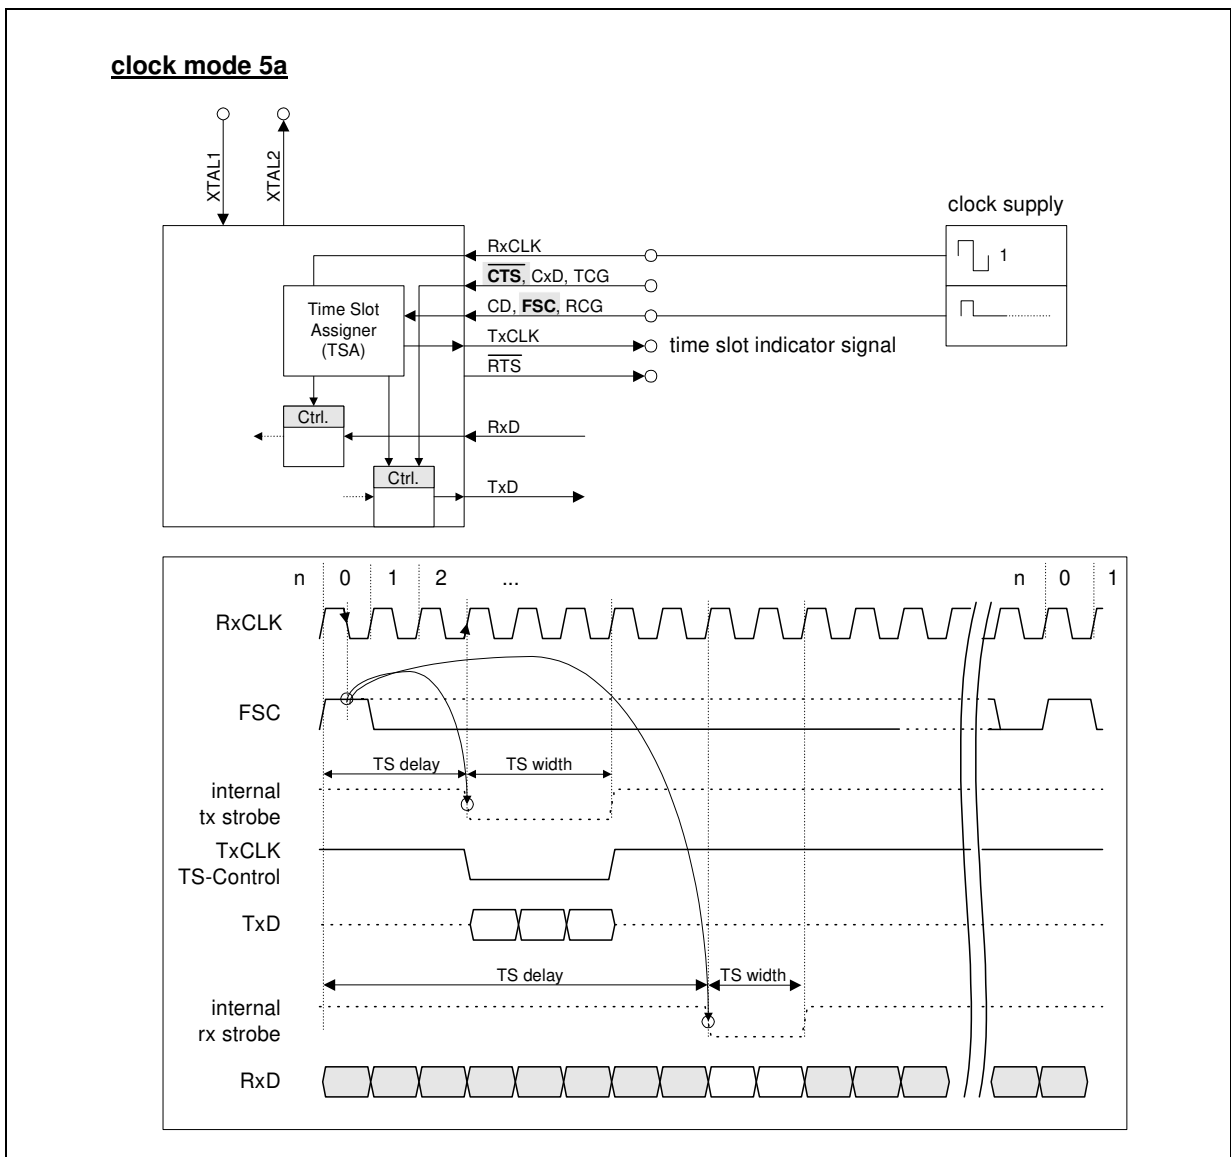 clock mode 5a
XTAL1
XTAL2
clock supply
RxCLK
1
CTS, CxD, TCG
CD, FSC, RCG
Time Slot
Assigner
(TSA)
TxCLK
time slot indicator signal
RTS
Ctrl.
RxD
Ctrl.
TxD
n 0 1 2 ... n 0 1
RxCLK
FSC
TS delay TS width
internal
tx strobe
TxCLK
TS-Control
TxD
TS delay TS width
internal
rx strobe
RxD